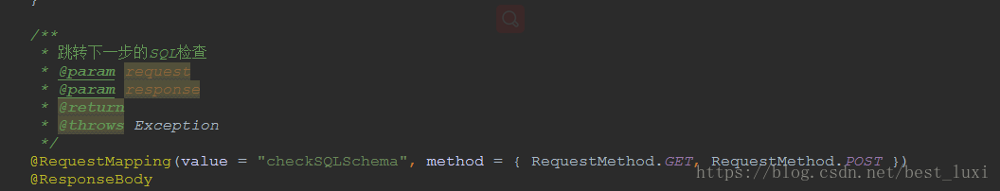 }
/**
* 跳转下一步的SQL检查
* @param request
* @param response
* @return
* @throws Exception
*/
@RequestMapping(value = "checkSQLSchema", method = { RequestMethod.GET, RequestMethod.POST })
@ResponseBody
https://blog.csdn.net/best_luxi